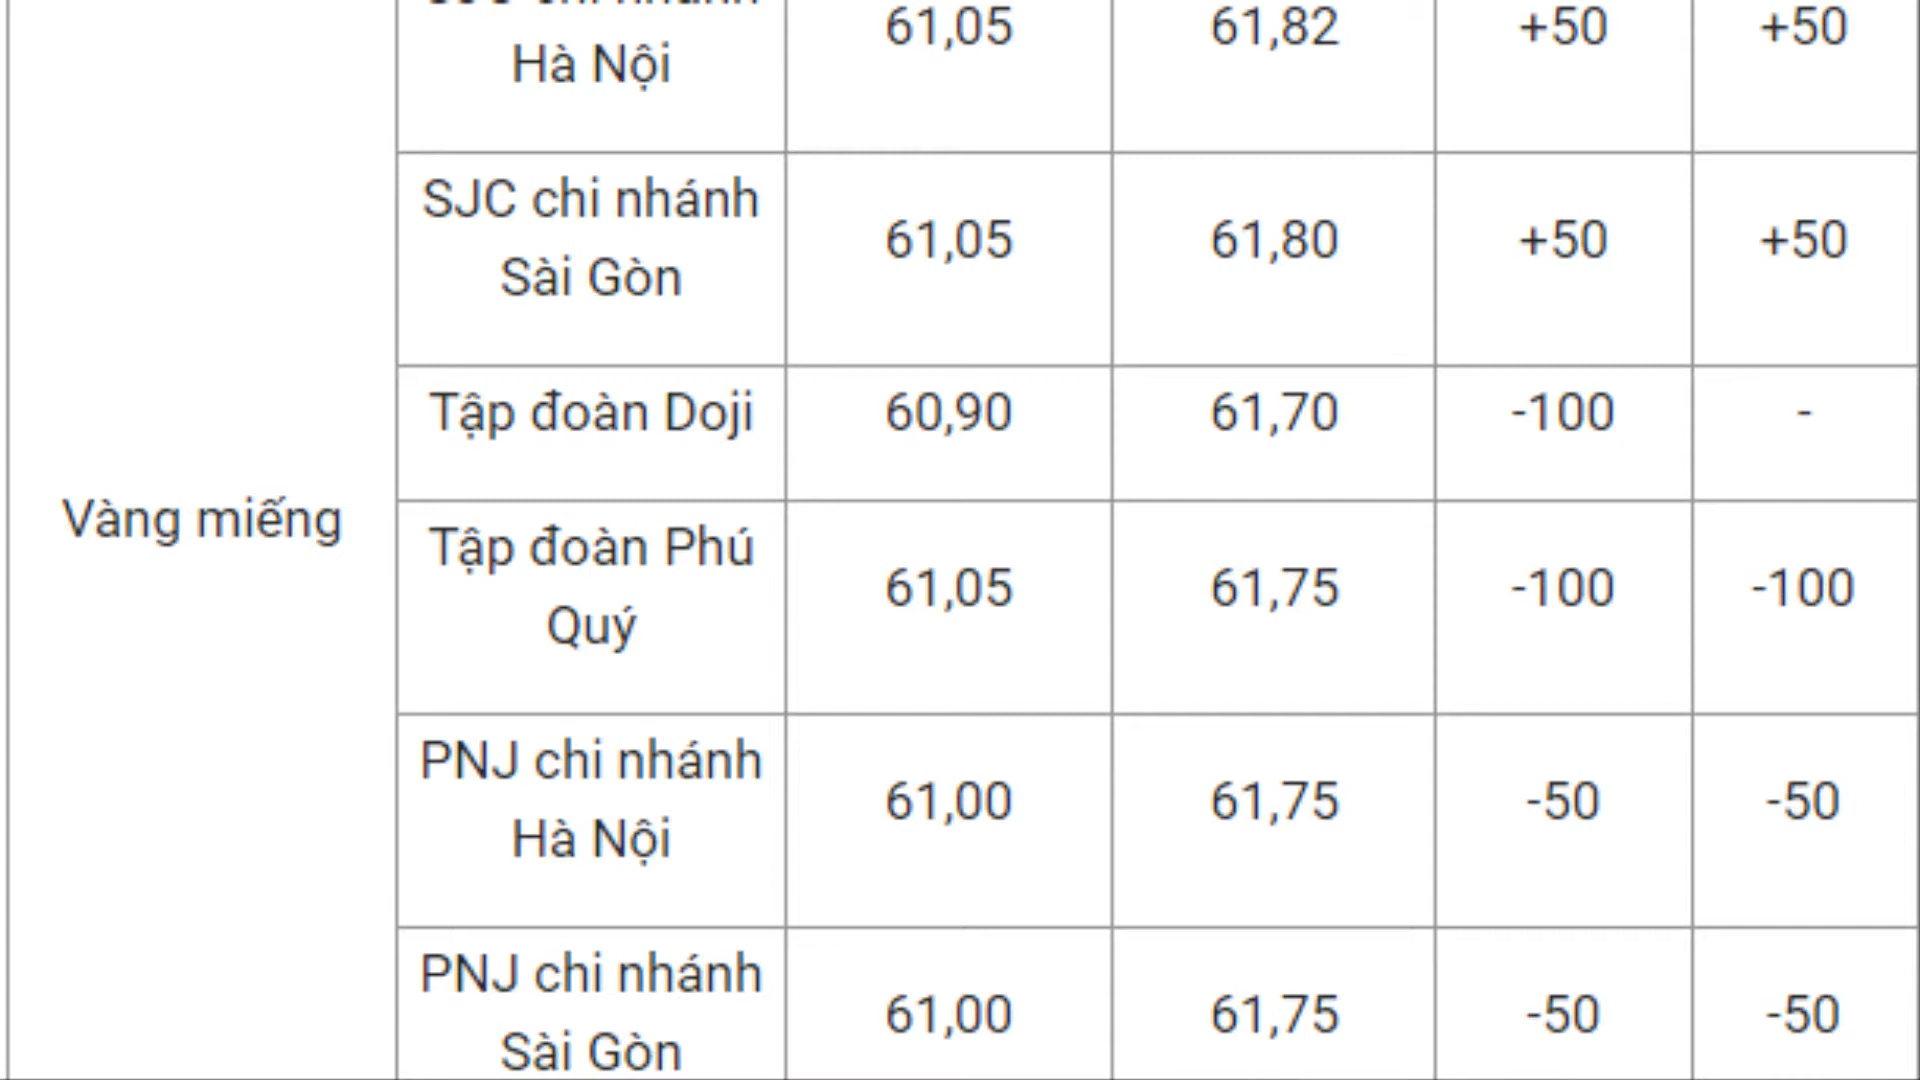 chi nhánh
Hà Nội
61,05
61,82
+50
+50
SJC chi nhánh
Sài Gòn
61,05
61,80
+50
+50
Tập đoàn Doji
60,90
61,70
-100
-
Vàng miếng
Tập đoàn Phú
Quý
61,05
61,75
-100
-100
PNJ chi nhánh
Hà Nội
61,00
61,75
-50
-50
PNJ chi nhánh
Sài Gòn
61,00
61,75
-50
-50